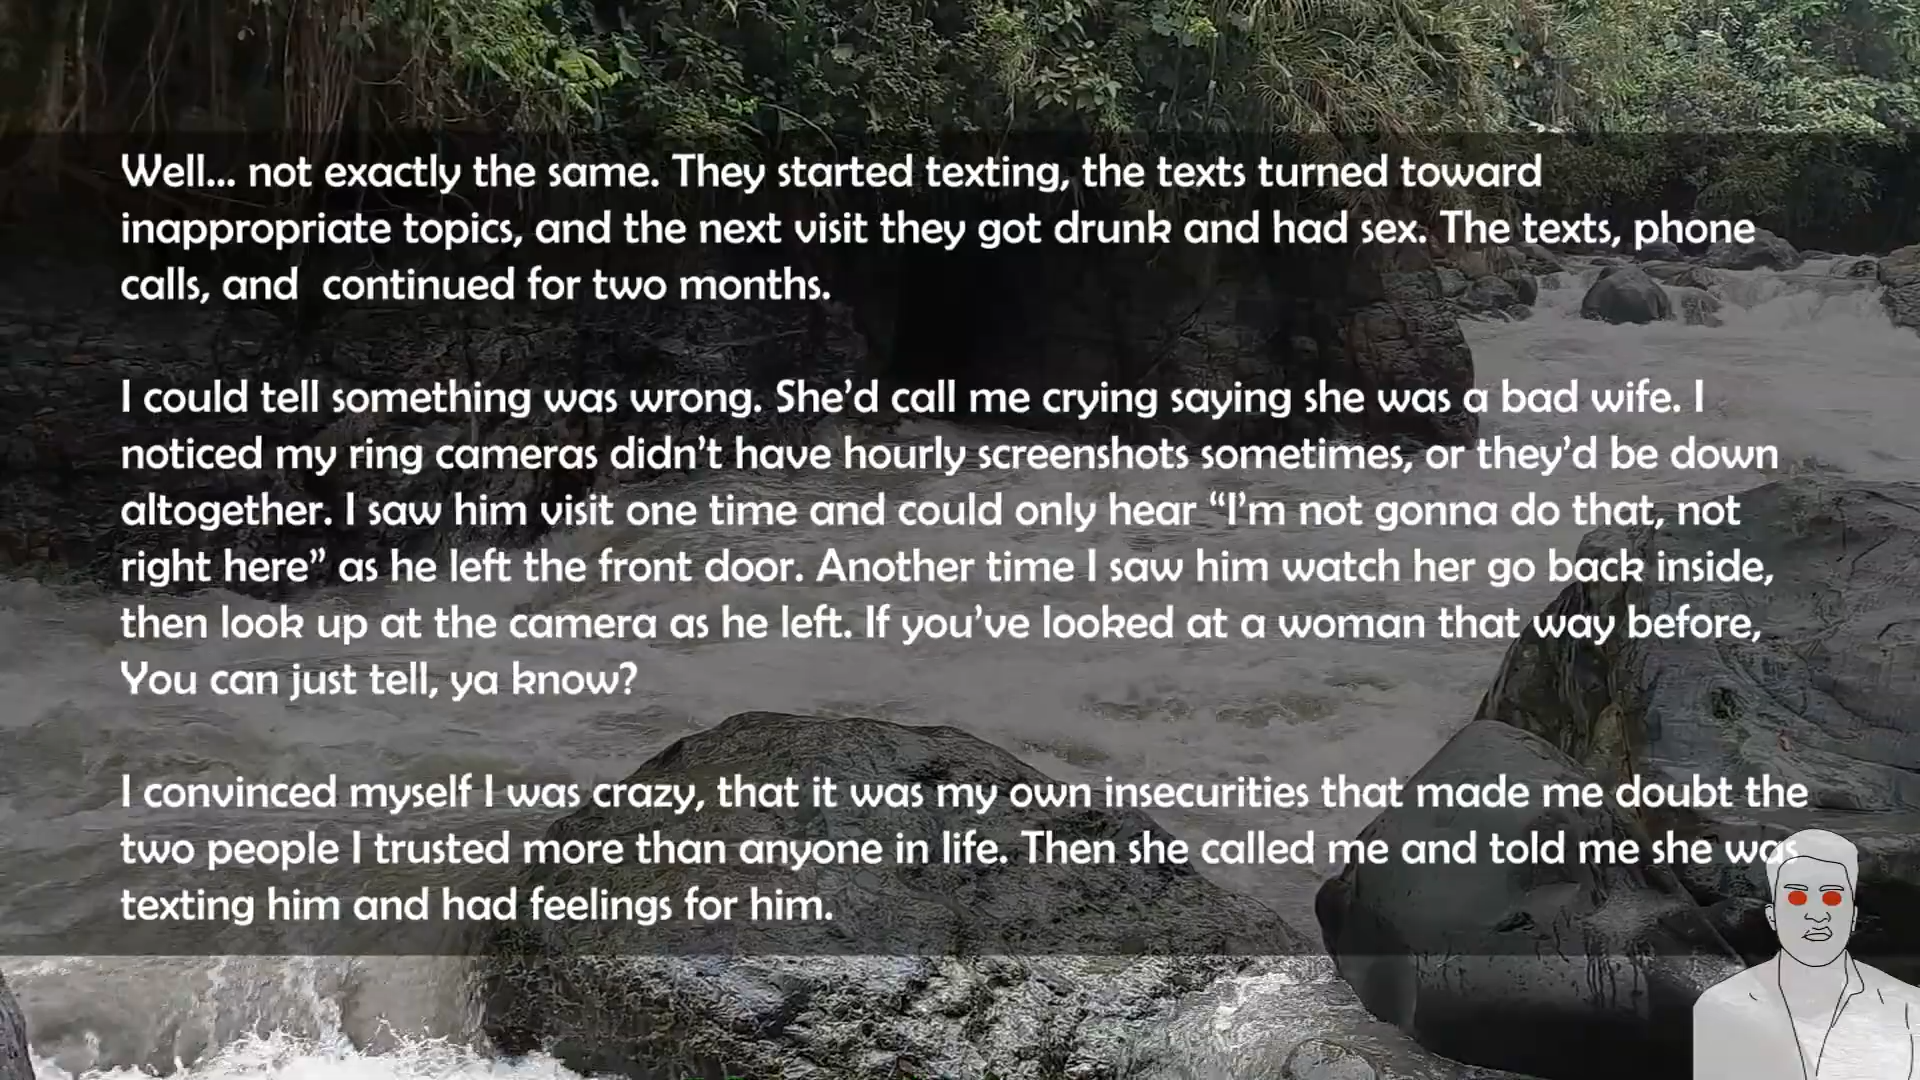 Well... not exactly the same. They started texting, the texts turned toward
inappropriate topics, and the next visit they got drunk and had sex. The texts, phone
calls, and  continued for two months.
I could tell something was wrong. She’d call me crying saying she was a bad wife. I
noticed my ring cameras didn’t have hourly screenshots sometimes, or they’d be down
altogether. I saw him visit one time and could only hear “I’m not gonna do that, not
right here” as he left the front door. Another time I saw him watch her go back inside,
then look up at the camera as he left. If you’ve looked at a woman that way before,
You can just tell, ya know?
I convinced myself I was crazy, that it was my own insecurities that made me doubt the
two people I trusted more than anyone in life. Then she called me and told me she was
texting him and had feelings for him.